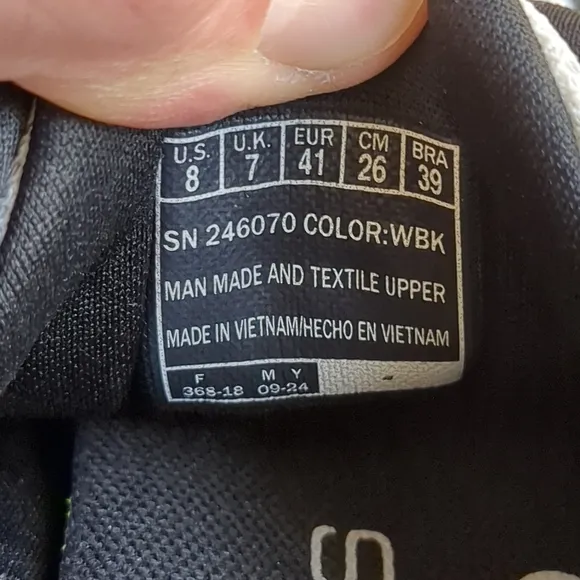 U.S. U.K. EUR CM BRA
8 7 41 26 39
SN 246070 COLOR:WBK
MAN MADE AND TEXTILE UPPER
MADE IN VIETNAM/HECHO EN VIETNAM
F M Y
368-18 09-24
S